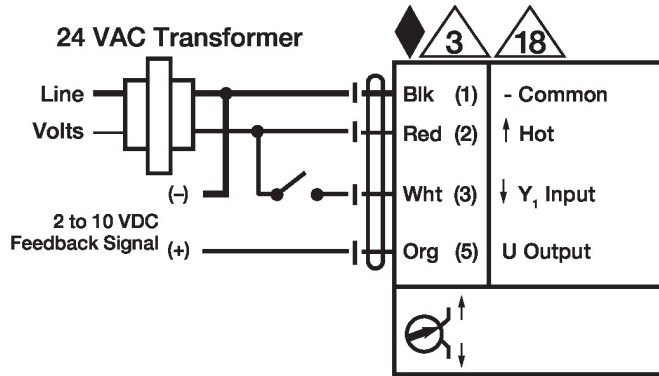 24 VAC Transformer
3
18
Line
Volts
Blk (1)
- Common
Red (2)
↑ Hot
(–)
Wht (3)
↓ Y₁ Input
2 to 10 VDC
Feedback Signal (+)
Org (5)
U Output